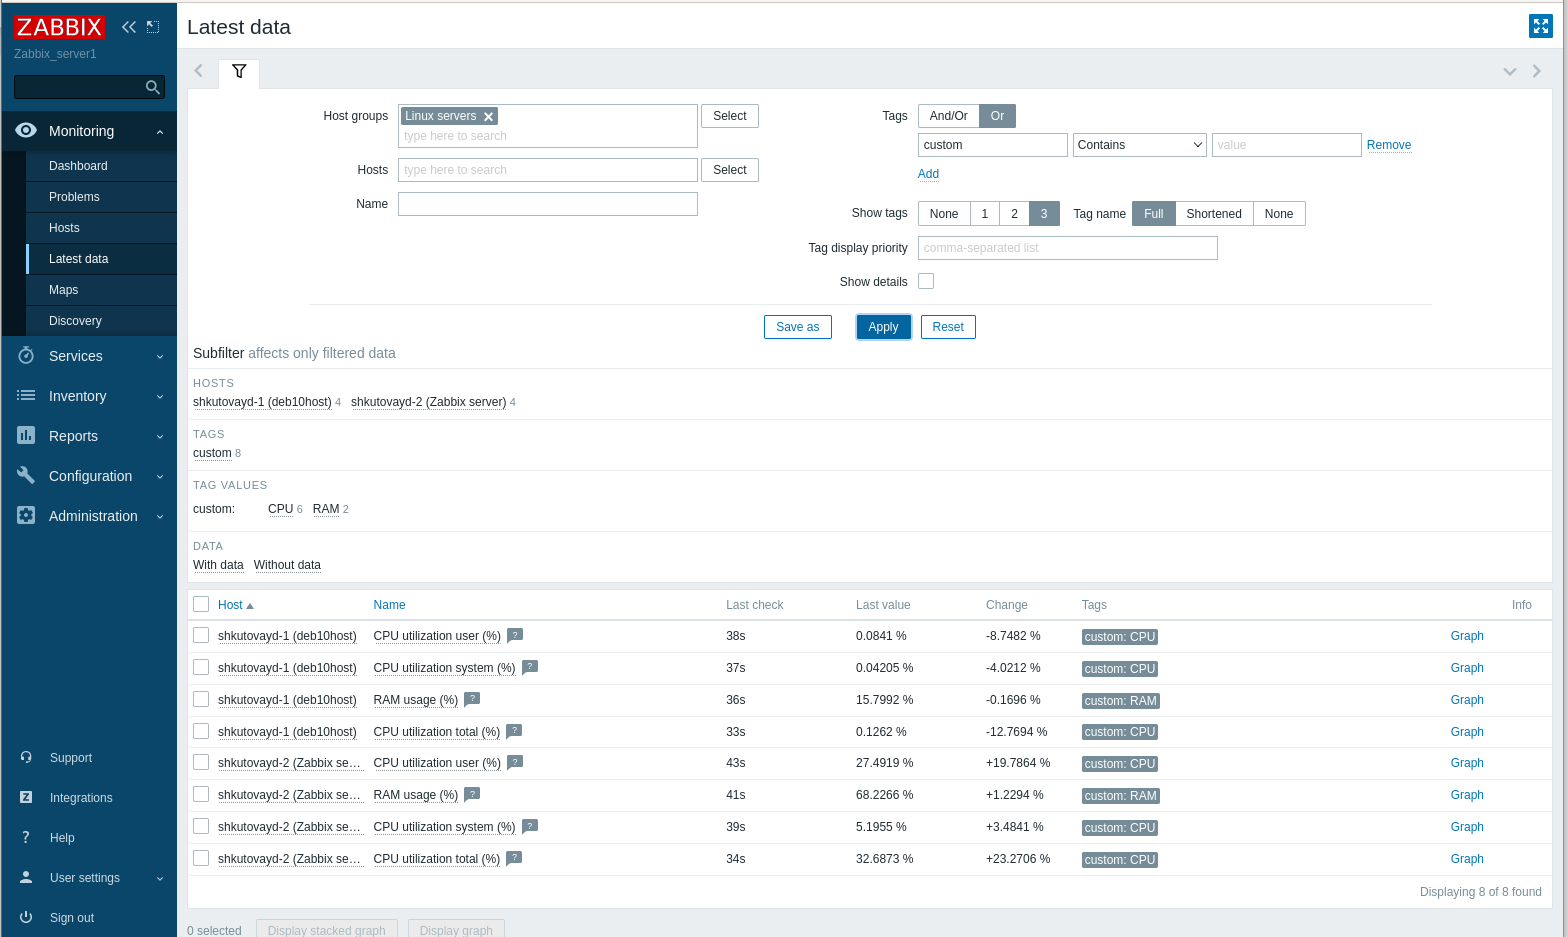 ZABBIX
Zabbix_server1
Monitoring
Dashboard
Problems
Hosts
Latest data
Maps
Discovery
Services
Inventory
Reports
Configuration
Administration
Support
Integrations
Help
User settings
Sign out
Latest data
Host groups Linux servers Select
type here to search
Hosts type here to search Select
Name
Tags And/Or Or
custom Contains value Remove
Add
Show tags None 1 2 3 Tag name Full Shortened None
Tag display priority comma-separated list
Show details
Save as Apply Reset
Subfilter affects only filtered data
HOSTS
shkutovayd-1 (deb10host) 4 shkutovayd-2 (Zabbix server) 4
TAGS
custom 8
TAG VALUES
custom: CPU 6 RAM 2
DATA
With data Without data
Host Name Last check Last value Change Tags Info
shkutovayd-1 (deb10host) CPU utilization user (%) ? 38s 0.0841 % -8.7482 % custom: CPU Graph
shkutovayd-1 (deb10host) CPU utilization system (%) ? 37s 0.04205 % -4.0212 % custom: CPU Graph
shkutovayd-1 (deb10host) RAM usage (%) ? 36s 15.7992 % -0.1696 % custom: RAM Graph
shkutovayd-1 (deb10host) CPU utilization total (%) ? 33s 0.1262 % -12.7694 % custom: CPU Graph
shkutovayd-2 (Zabbix se… CPU utilization user (%) ? 43s 27.4919 % +19.7864 % custom: CPU Graph
shkutovayd-2 (Zabbix se… RAM usage (%) ? 41s 68.2266 % +1.2294 % custom: RAM Graph
shkutovayd-2 (Zabbix se… CPU utilization system (%) ? 39s 5.1955 % +3.4841 % custom: CPU Graph
shkutovayd-2 (Zabbix se… CPU utilization total (%) ? 34s 32.6873 % +23.2706 % custom: CPU Graph
Displaying 8 of 8 found
0 selected Display stacked graph Display graph